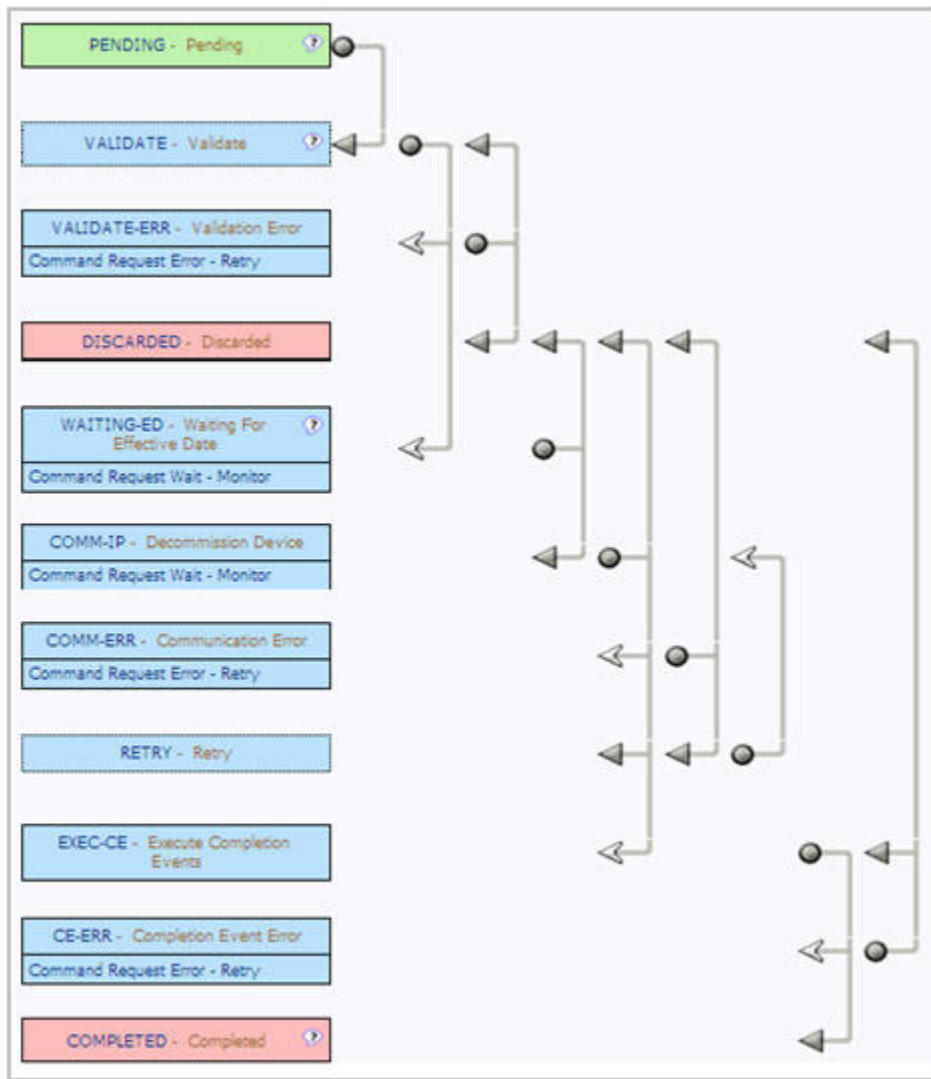 PENDING - Pending ?
VALIDATE - Validate ?
VALIDATE-ERR - Validation Error
Command Request Error - Retry
DISCARDED - Discarded
WAITING-ED - Waiting For ?
Effective Date
Command Request Wait - Monitor
COMM-IP - Decommission Device
Command Request Wait - Monitor
COMM-ERR - Communication Error
Command Request Error - Retry
RETRY - Retry
EXEC-CE - Execute Completion
Events
CE-ERR - Completion Event Error
Command Request Error - Retry
COMPLETED - Completed ?